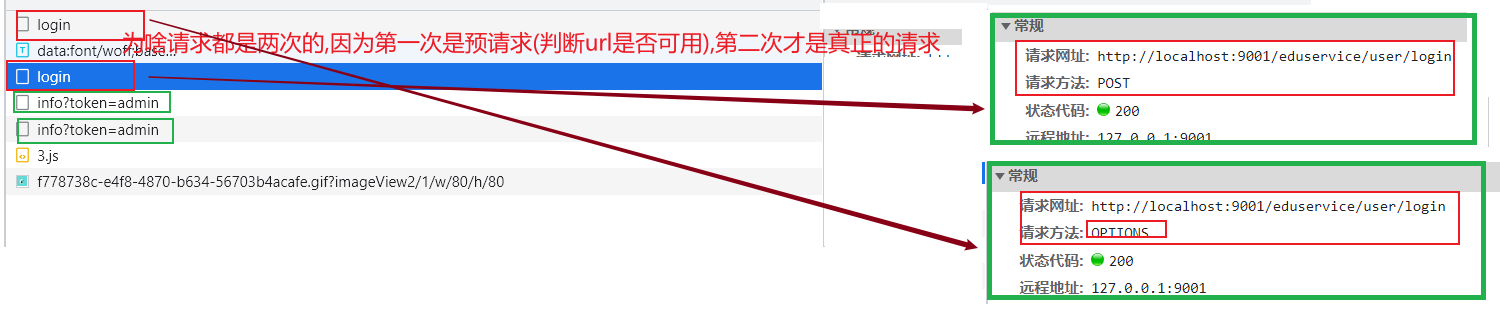 login
data:font/woff;base...
login
info?token=admin
info?token=admin
3.js
f778738c-e4f8-4870-b634-56703b4acafe.gif?imageView2/1/w/80/h/80
为啥请求都是两次的,因为第一次是预请求(判断url是否可用),第二次才是真正的请求
常规
请求网址: http://localhost:9001/eduservice/user/login
请求方法: POST
状态代码: 200
远程地址: 127.0.0.1:9001
常规
请求网址: http://localhost:9001/eduservice/user/login
请求方法: OPTIONS
状态代码: 200
远程地址: 127.0.0.1:9001